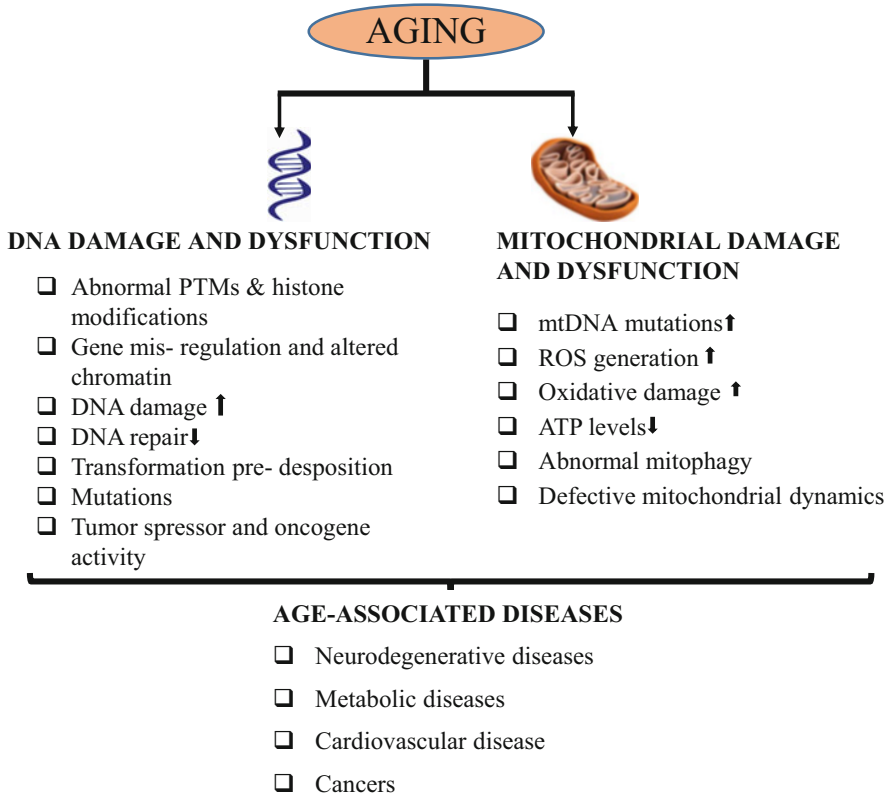 AGING
DNA DAMAGE AND DYSFUNCTION
❑ Abnormal PTMs & histone
modifications
❑ Gene mis- regulation and altered
chromatin
❑ DNA damage ⬆
❑ DNA repair⬇
❑ Transformation pre- desposition
❑ Mutations
❑ Tumor spressor and oncogene
activity
MITOCHONDRIAL DAMAGE
AND DYSFUNCTION
❑ mtDNA mutations⬆
❑ ROS generation ⬆
❑ Oxidative damage ⬆
❑ ATP levels⬇
❑ Abnormal mitophagy
❑ Defective mitochondrial dynamics
AGE-ASSOCIATED DISEASES
❑ Neurodegenerative diseases
❑ Metabolic diseases
❑ Cardiovascular disease
❑ Cancers